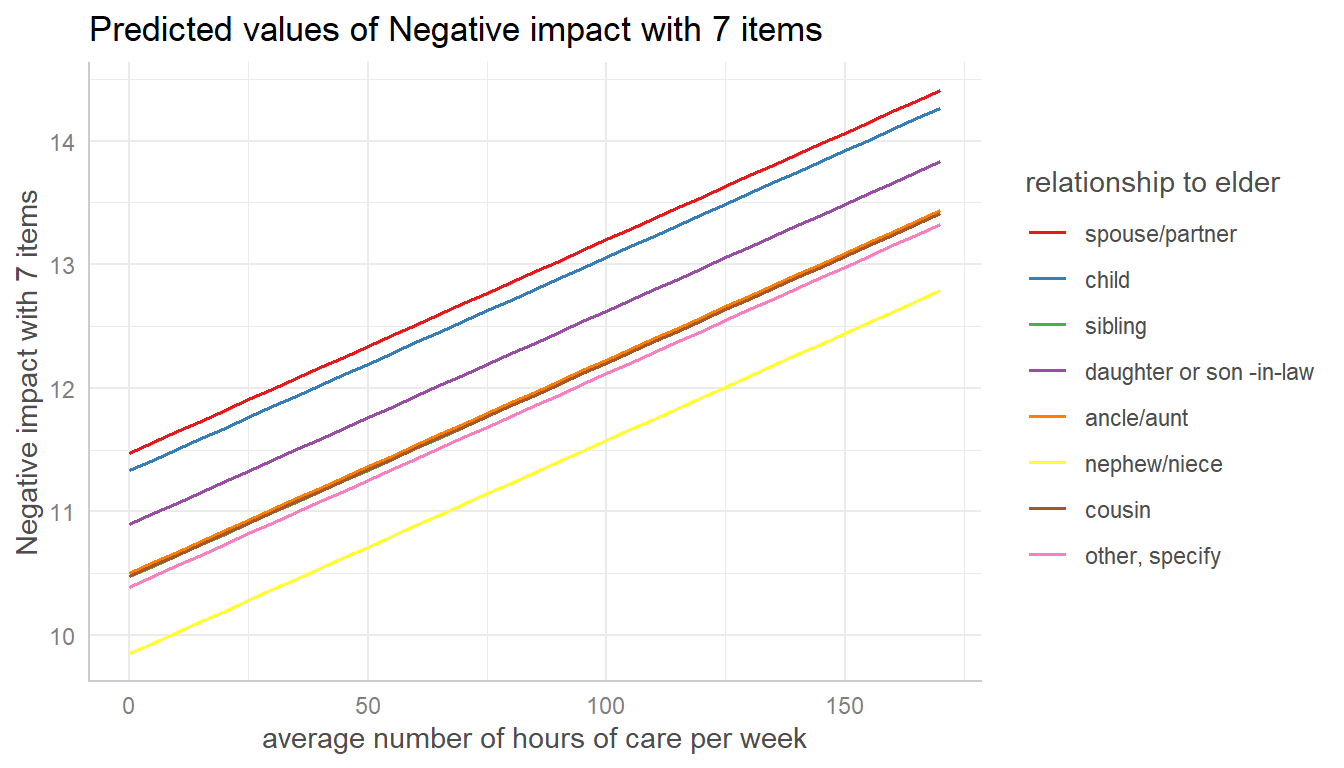 Predicted values of Negative impact with 7 items
Negative impact with 7 items
14
13
12
11
10
0 50 100 150
average number of hours of care per week
relationship to elder
spouse/partner
child
sibling
daughter or son -in-law
ancle/aunt
nephew/niece
cousin
other, specify